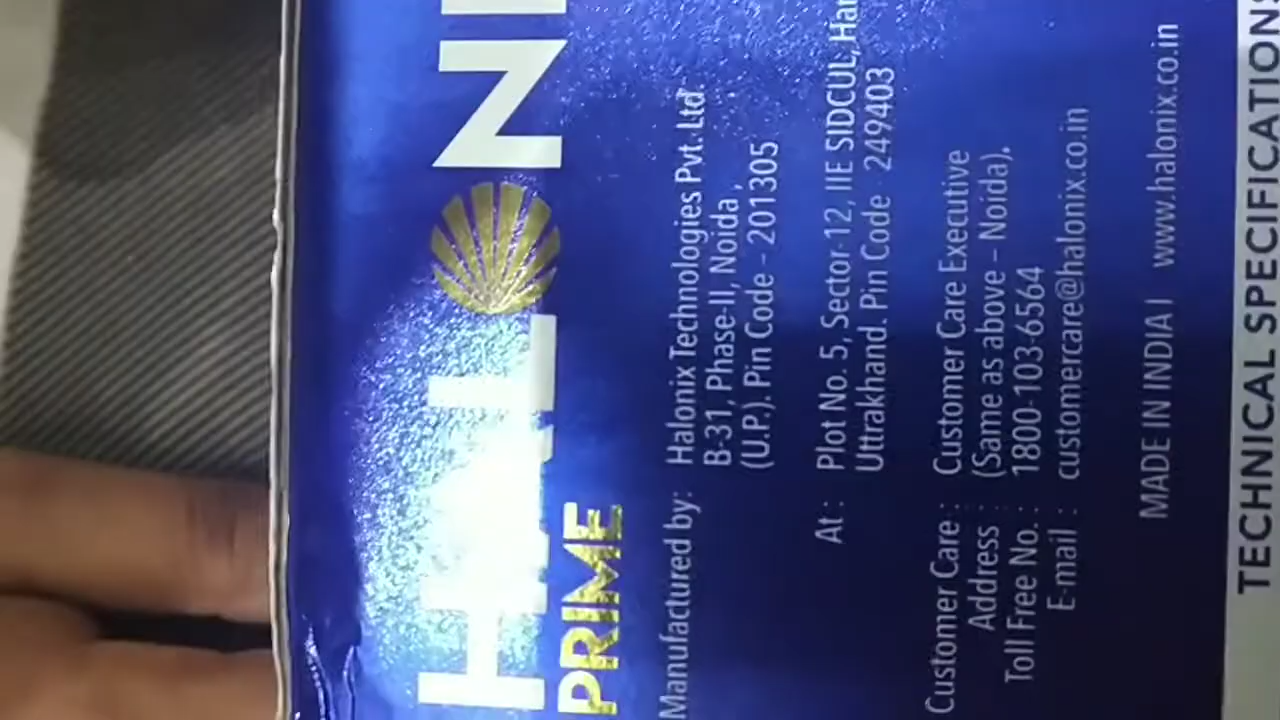 HALONI
PRIME
Manufactured by: Halonix Technologies Pvt. Ltd.
B-31, Phase-II, Noida,
(U.P.). Pin Code – 201305
At : Plot No. 5, Sector-12, IIE SIDCUL, Har
Uttrakhand. Pin Code - 249403
Customer Care : Customer Care Executive
Address : (Same as above – Noida),
Toll Free No. : 1800-103-6564
E-mail : customercare@halonix.co.in
MADE IN INDIA I www.halonix.co.in
TECHNICAL SPECIFICATIONS